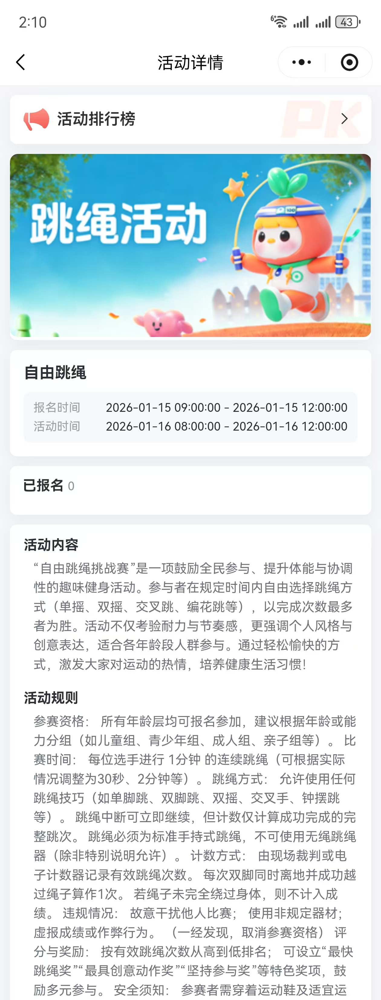 2:10
6+
43
活动详情
活动排行榜
PK
跳绳活动
自由跳绳
报名时间 2026-01-15 09:00:00 - 2026-01-15 12:00:00
活动时间 2026-01-16 08:00:00 - 2026-01-16 12:00:00
已报名 0
活动内容
“自由跳绳挑战赛”是一项鼓励全民参与、提升体能与协调
性的趣味健身活动。参与者在规定时间内自由选择跳绳方
式（单摇、双摇、交叉跳、编花跳等），以完成次数最多
者为胜。活动不仅考验耐力与节奏感，更强调个人风格与
创意表达，适合各年龄段人群参与。通过轻松愉快的方
式，激发大家对运动的热情，培养健康生活习惯！
活动规则
参赛资格： 所有年龄层均可报名参加，建议根据年龄或能
力分组（如儿童组、青少年组、成人组、亲子组等）。 比
赛时间： 每位选手进行 1分钟 的连续跳绳（可根据实际
情况调整为30秒、2分钟等）。 跳绳方式： 允许使用任何
跳绳技巧（如单脚跳、双脚跳、双摇、交叉手、钟摆跳
等）。 跳绳中断可立即继续，但计数仅计算成功完成的完
整跳次。 跳绳必须为标准手持式跳绳，不可使用无绳跳绳
器（除非特别说明允许）。 计数方式： 由现场裁判或电
子计数器记录有效跳绳次数。 每次双脚同时离地并成功越
过绳子算作1次。 若绳子未完全绕过身体，则不计入成
绩。 违规情况： 故意干扰他人比赛； 使用非规定器材；
虚报成绩或作弊行为。 （一经发现，取消参赛资格） 评
分与奖励： 按有效跳绳次数从高到低排名； 可设立“最快
跳绳奖”“最具创意动作奖”“坚持参与奖”等特色奖项，鼓
励多元参与。 安全须知： 参赛者需穿着运动鞋及适宜运